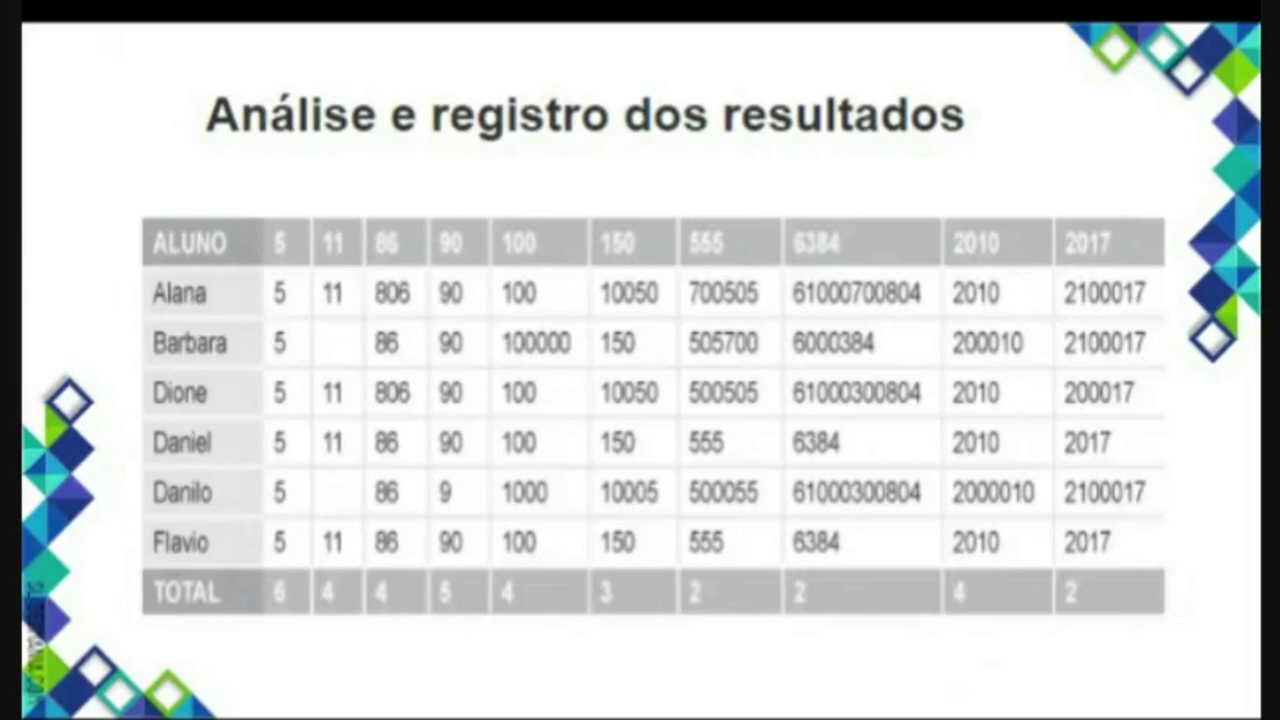 Análise e registro dos resultados
ALUNO 5 11 86 90 100 150 555 6384 2010 2017
Alana 5 11 806 90 100 10050 700505 61000700804 2010 2100017
Barbara 5 86 90 100000 150 505700 6000384 200010 2100017
Dione 5 11 806 90 100 10050 500505 61000300804 2010 200017
Daniel 5 11 86 90 100 150 555 6384 2010 2017
Danilo 5 86 9 1000 10005 500055 61000300804 2000010 2100017
Flavio 5 11 86 90 100 150 555 6384 2010 2017
TOTAL 6 4 4 5 4 3 2 2 4 2